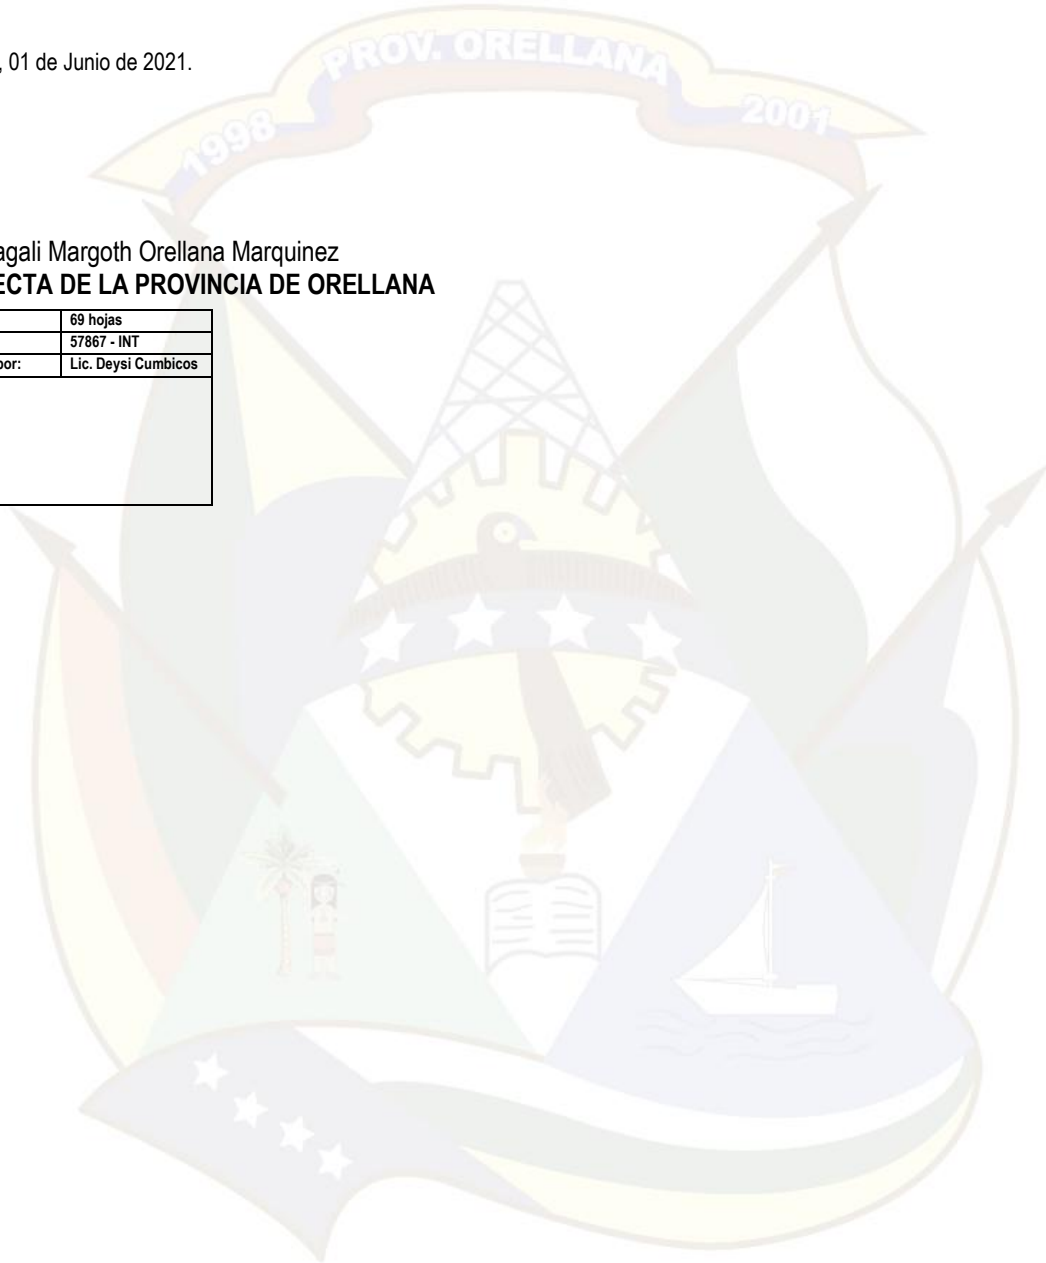 PROV. ORELLANA
1998
2001
, 01 de Junio de 2021.
agali Margoth Orellana Marquinez
ECTA DE LA PROVINCIA DE ORELLANA
69 hojas
57867 - INT
por: Lic. Deysi Cumbicos